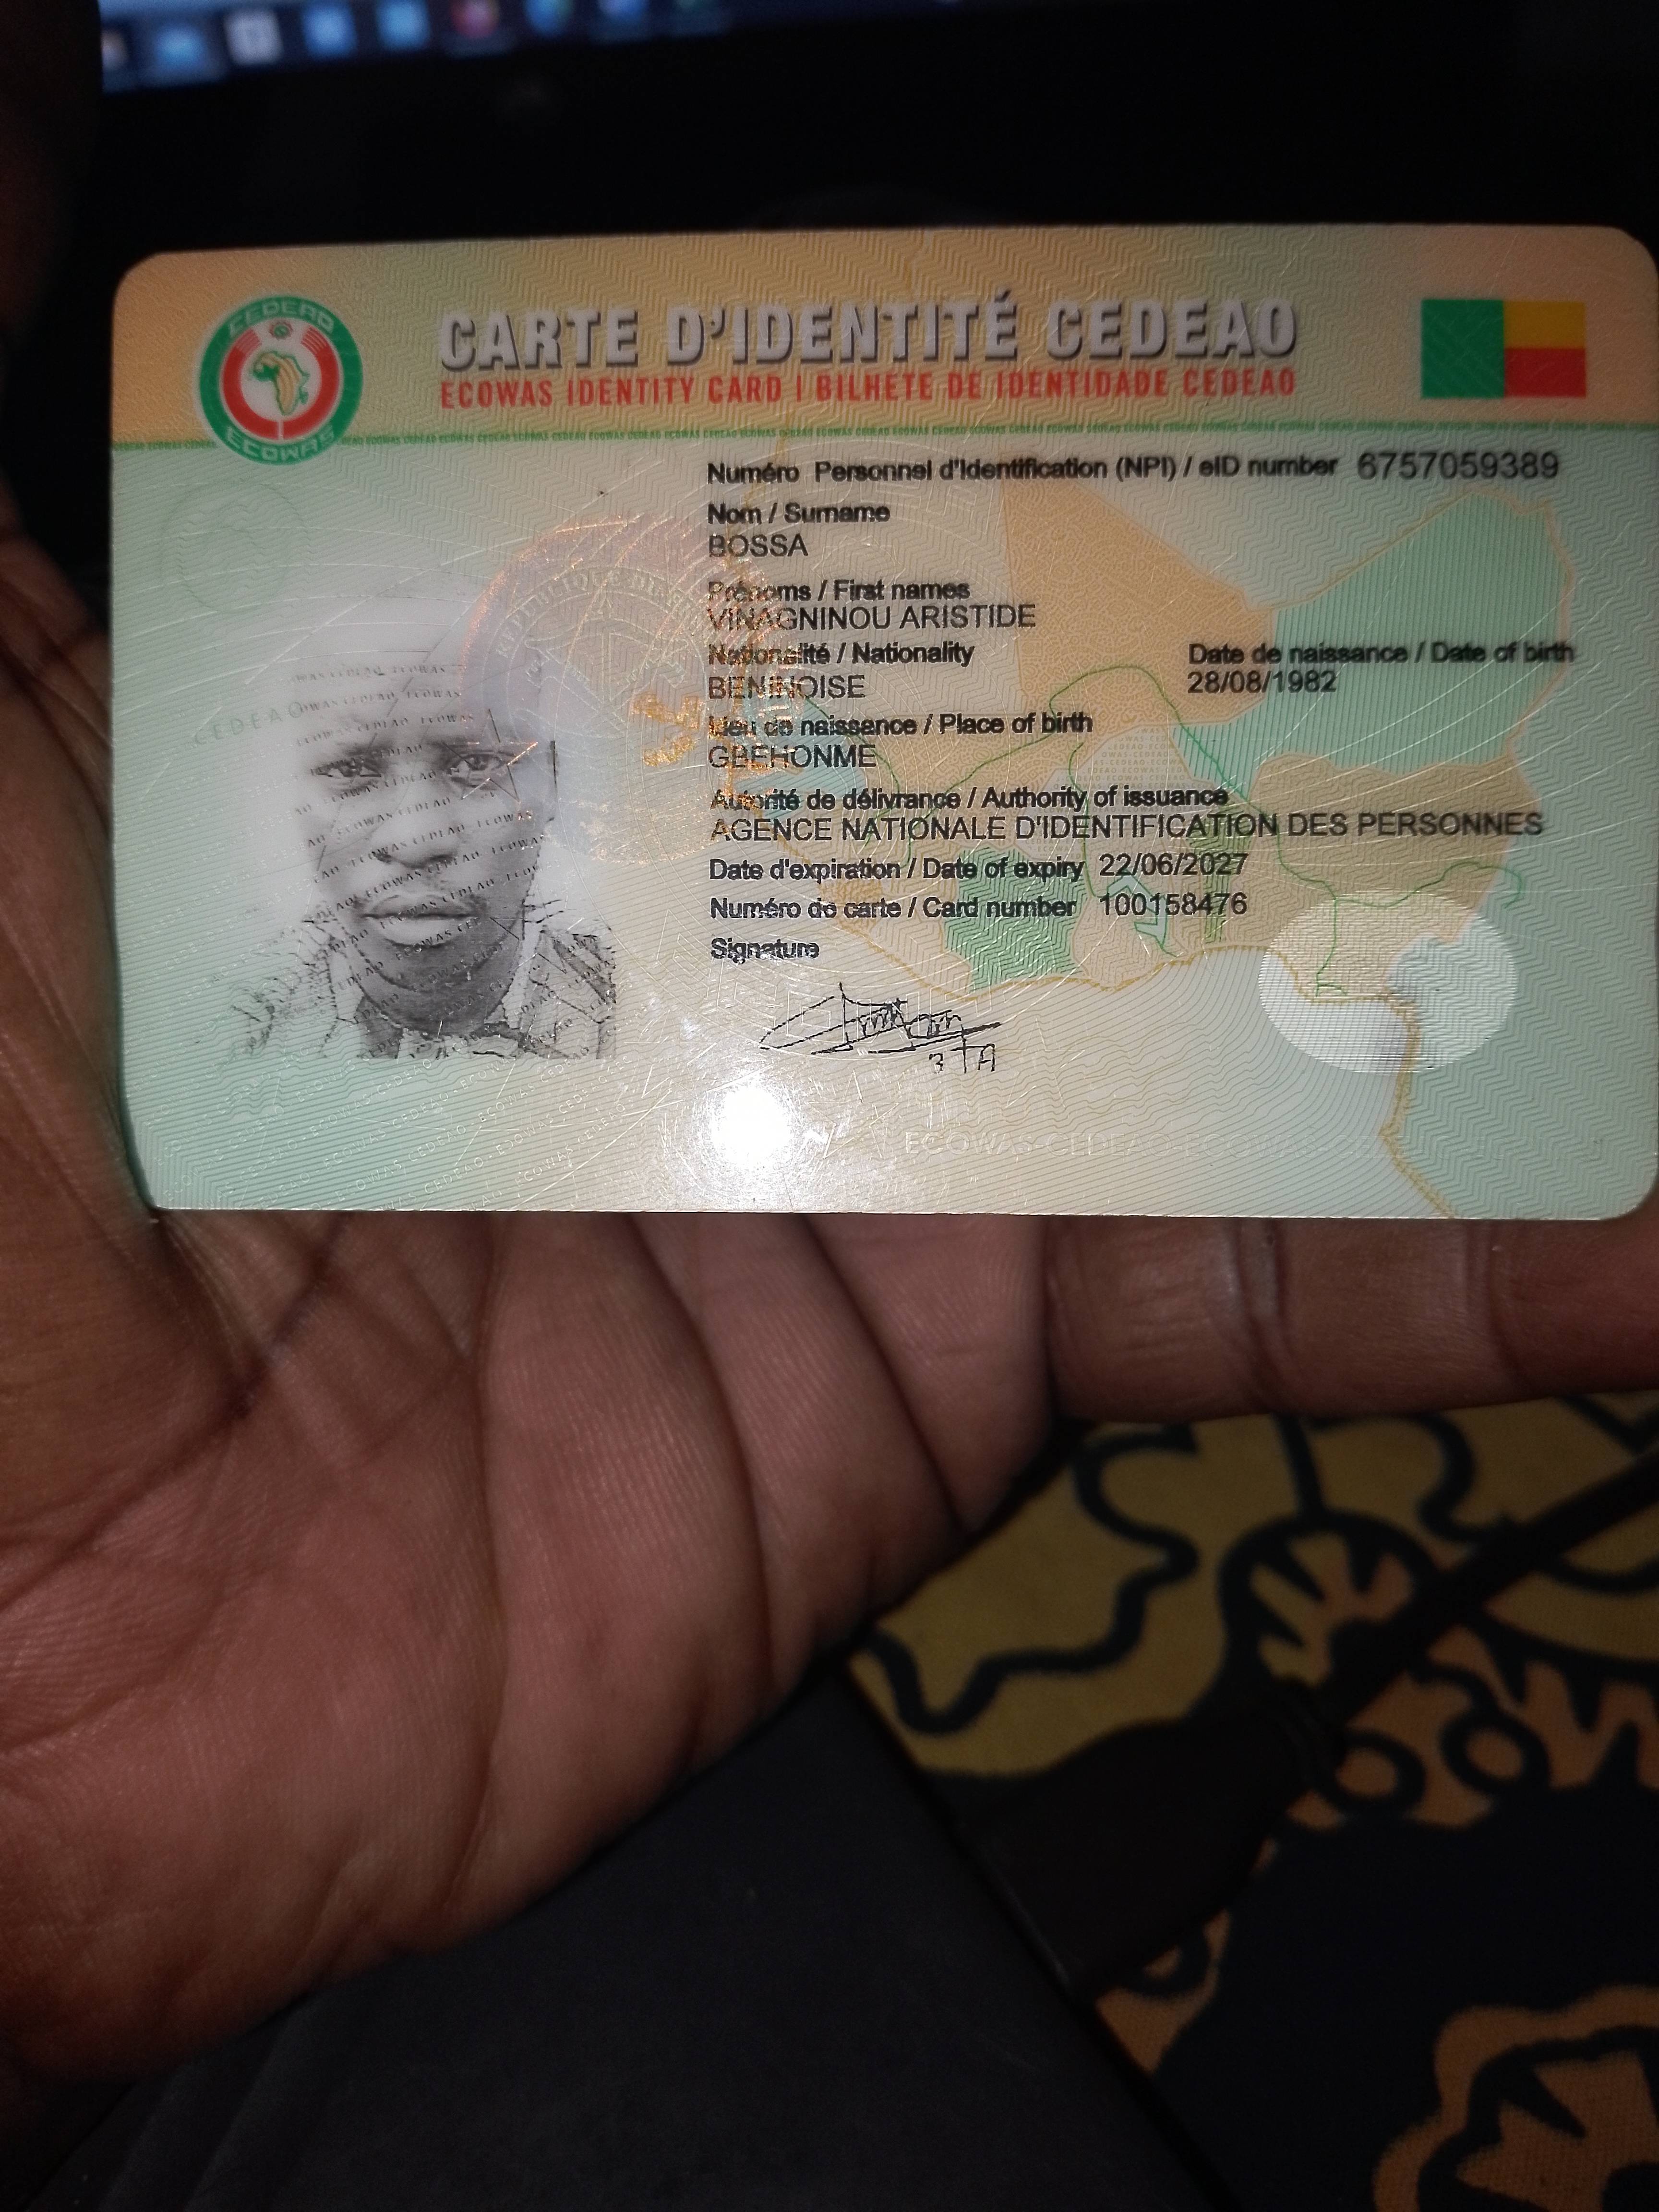 CEDEAO
ECOWAS
CARTE D'IDENTITÉ CEDEAO
ECOWAS IDENTITY CARD | BILHETE DE IDENTIDADE CEDEAO
Numéro Personnel d'Identification (NPI) / eID number 6757059389
Nom / Surname
BOSSA
Prénoms / First names
VINAGNINOU ARISTIDE
Nationalité / Nationality
BENINOISE
Date de naissance / Date of birth
28/08/1982
Lieu de naissance / Place of birth
GBEHONME
Autorité de délivrance / Authority of issuance
AGENCE NATIONALE D'IDENTIFICATION DES PERSONNES
Date d'expiration / Date of expiry 22/06/2027
Numéro de carte / Card number 100158476
Signature
ECOWAS-CEDEAO-ECOWAS